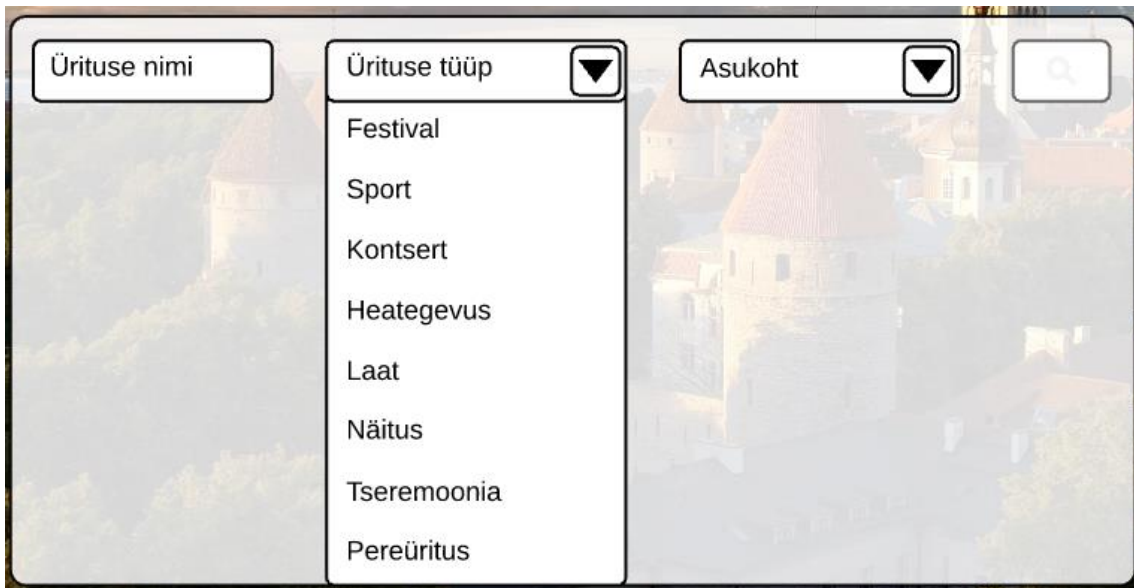 Ürituse nimi
Ürituse tüüp
Asukoht
Festival
Sport
Kontsert
Heategevus
Laat
Näitus
Tseremoonia
Pereüritus